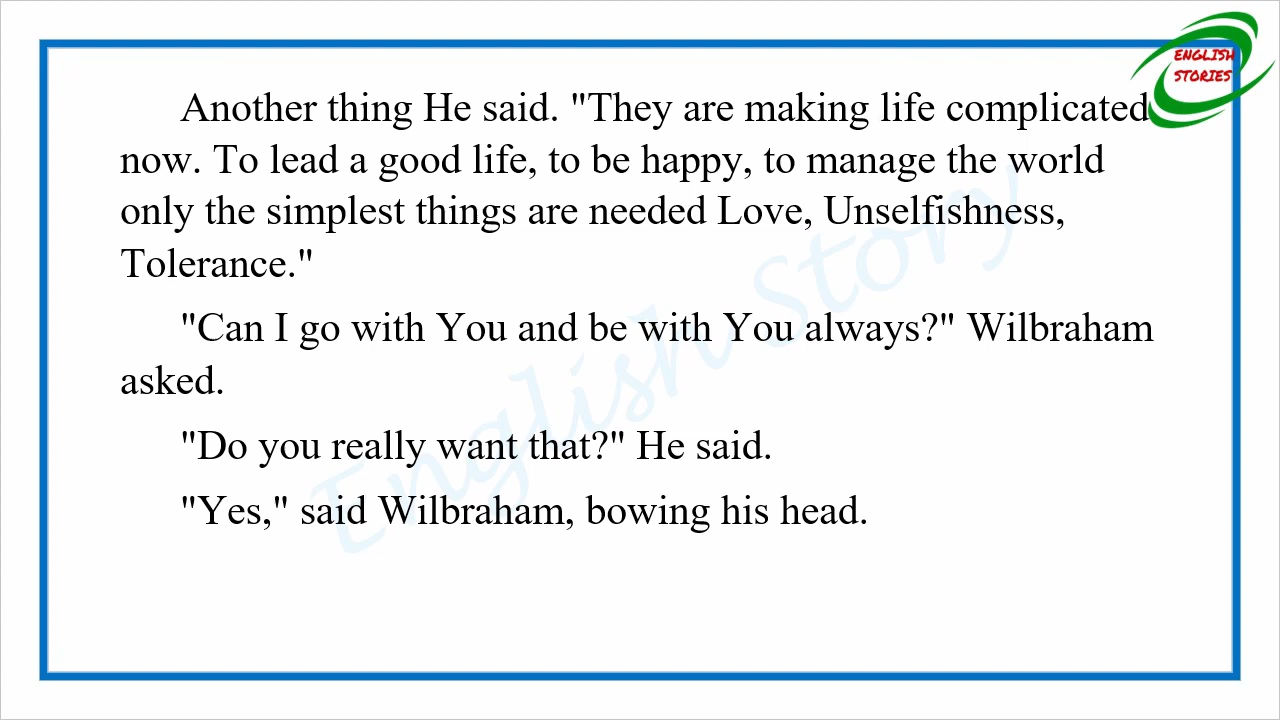 ENGLISH
STORIES
Another thing He said. "They are making life complicated
now. To lead a good life, to be happy, to manage the world
only the simplest things are needed Love, Unselfishness,
Tolerance."
"Can I go with You and be with You always?" Wilbraham
asked.
"Do you really want that?" He said.
"Yes," said Wilbraham, bowing his head.
English Story